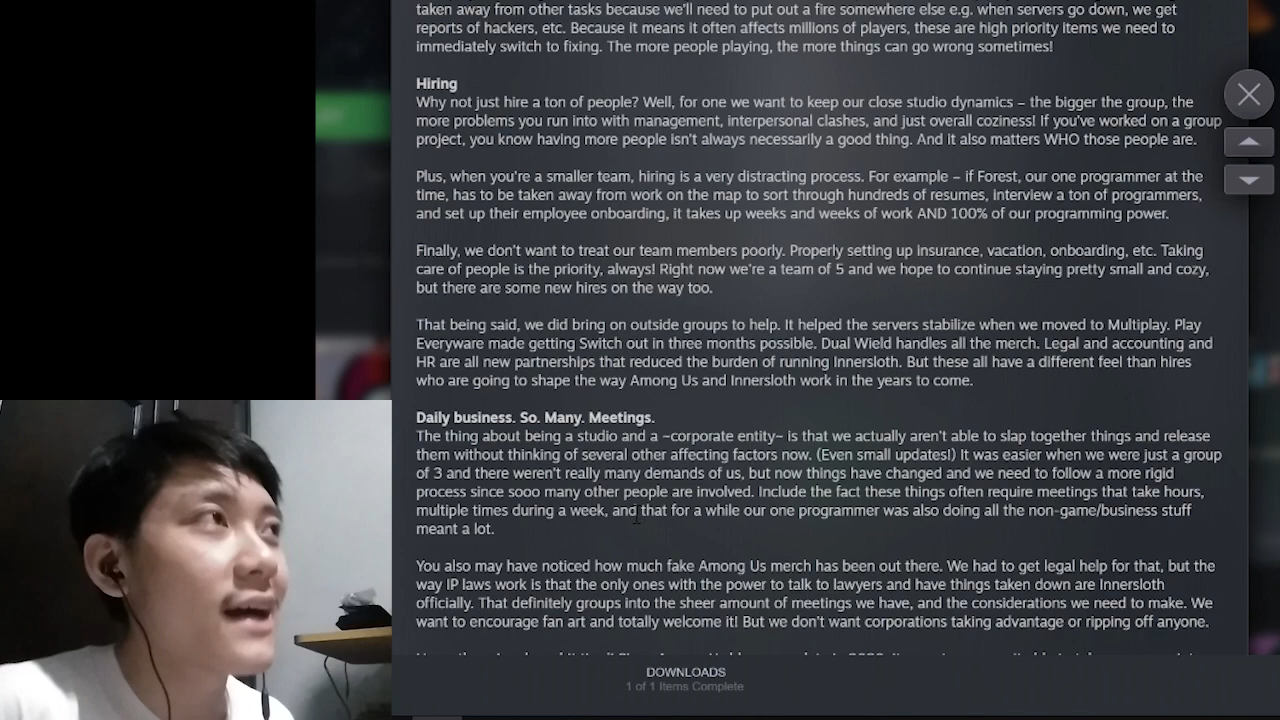 taken away from other tasks because we'll need to put out a fire somewhere else e.g. when servers go down, we get
reports of hackers, etc. Because it means it often affects millions of players, these are high priority items we need to
immediately switch to fixing. The more people playing, the more things can go wrong sometimes!
Hiring
Why not just hire a ton of people? Well, for one we want to keep our close studio dynamics – the bigger the group, the
more problems you run into with management, interpersonal clashes, and just overall coziness! If you've worked on a group
project, you know having more people isn't always necessarily a good thing. And it also matters WHO those people are.
Plus, when you're a smaller team, hiring is a very distracting process. For example – if Forest, our one programmer at the
time, has to be taken away from work on the map to sort through hundreds of resumes, interview a ton of programmers,
and set up their employee onboarding, it takes up weeks and weeks of work AND 100% of our programming power.
Finally, we don't want to treat our team members poorly. Properly setting up insurance, vacation, onboarding, etc. Taking
care of people is the priority, always! Right now we're a team of 5 and we hope to continue staying pretty small and cozy,
but there are some new hires on the way too.
That being said, we did bring on outside groups to help. It helped the servers stabilize when we moved to Multiplay. Play
Everyware made getting Switch out in three months possible. Dual Wield handles all the merch. Legal and accounting and
HR are all new partnerships that reduced the burden of running Innersloth. But these all have a different feel than hires
who are going to shape the way Among Us and Innersloth work in the years to come.
Daily business. So. Many. Meetings.
The thing about being a studio and a ~corporate entity~ is that we actually aren't able to slap together things and release
them without thinking of several other affecting factors now. (Even small updates!) It was easier when we were just a group
of 3 and there weren't really many demands of us, but now things have changed and we need to follow a more rigid
process since sooo many other people are involved. Include the fact these things often require meetings that take hours,
multiple times during a week, and that for a while our one programmer was also doing all the non-game/business stuff
meant a lot.
You also may have noticed how much fake Among Us merch has been out there. We had to get legal help for that, but the
way IP laws work is that the only ones with the power to talk to lawyers and have things taken down are Innersloth
officially. That definitely groups into the sheer amount of meetings we have, and the considerations we need to make. We
want to encourage fan art and totally welcome it! But we don't want corporations taking advantage or ripping off anyone.
DOWNLOADS
1 of 1 Items Complete